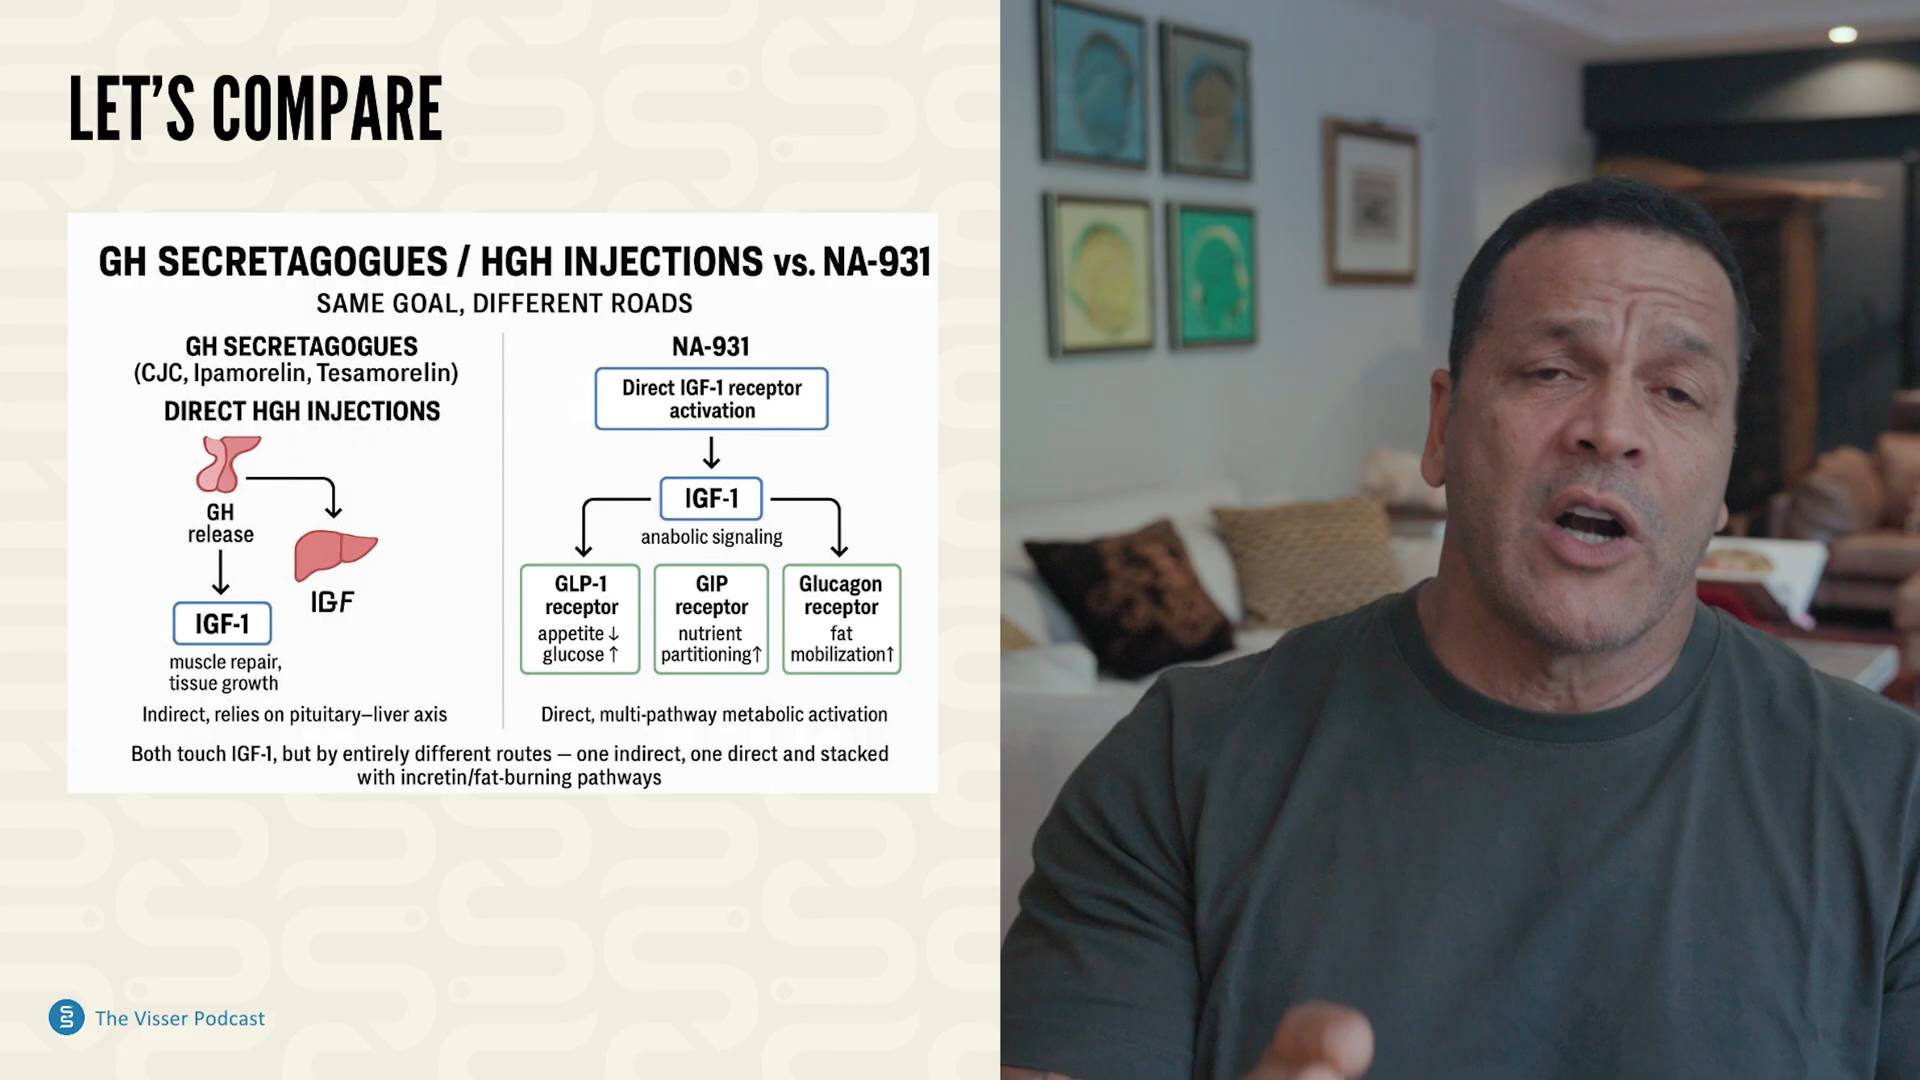 LET'S COMPARE
GH SECRETAGOGUES / HGH INJECTIONS vs. NA-931
SAME GOAL, DIFFERENT ROADS
GH SECRETAGOGUES
(CJC, Ipamorelin, Tesamorelin)
DIRECT HGH INJECTIONS
GH
release
IGF
IGF-1
muscle repair,
tissue growth
Indirect, relies on pituitary–liver axis
NA-931
Direct IGF-1 receptor
activation
IGF-1
anabolic signaling
GLP-1
receptor
appetite ↓
glucose ↑
GIP
receptor
nutrient
partitioning↑
Glucagon
receptor
fat
mobilization↑
Direct, multi-pathway metabolic activation
Both touch IGF-1, but by entirely different routes — one indirect, one direct and stacked
with incretin/fat-burning pathways
The Visser Podcast